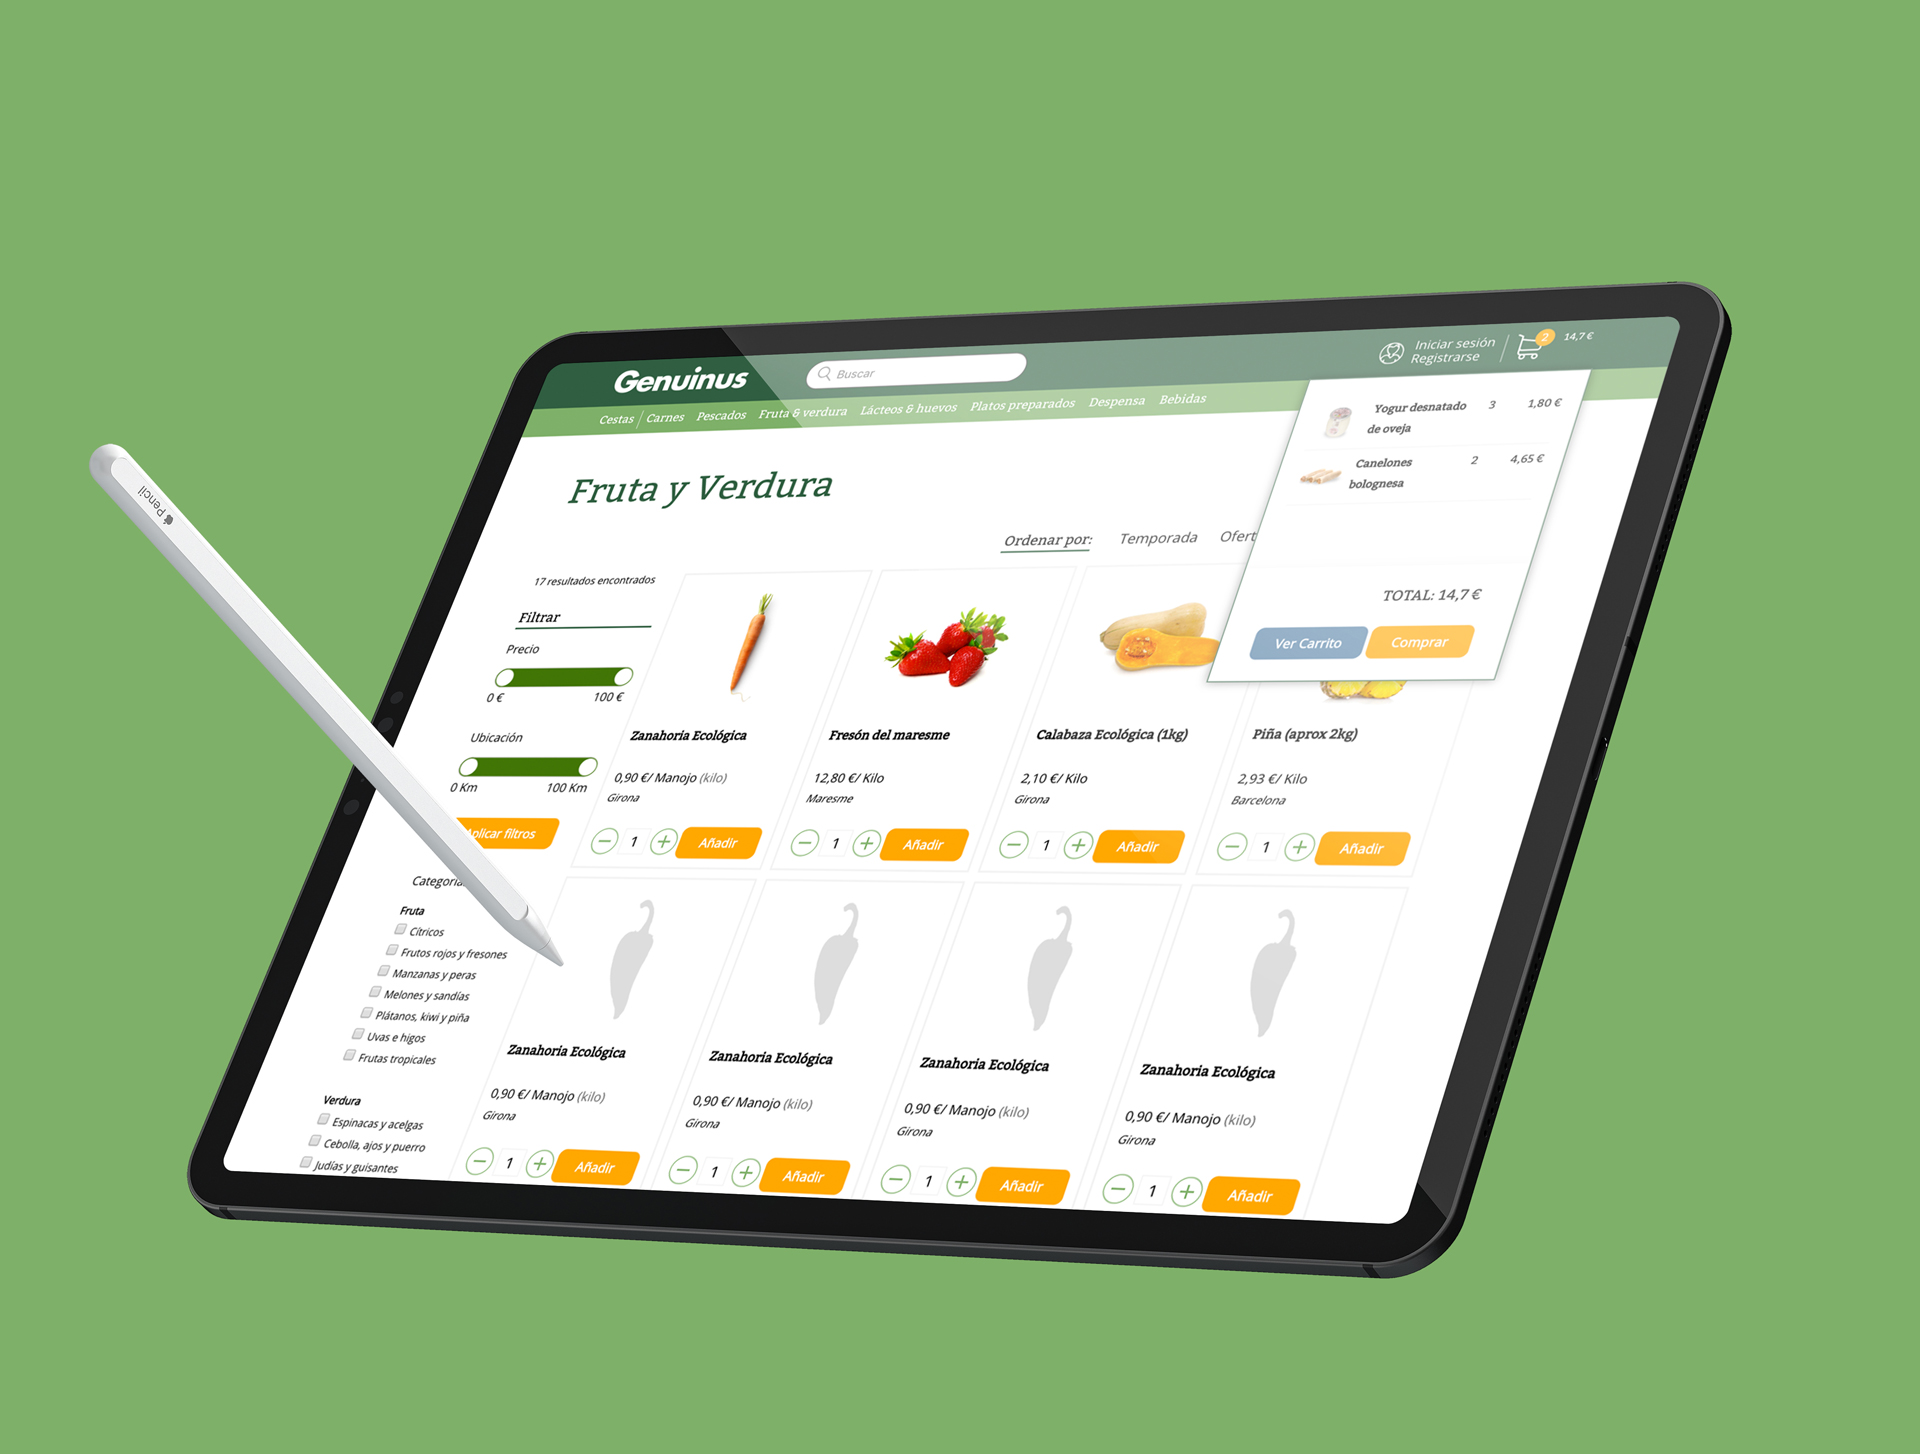 Genuinus
Buscar
Iniciar sesión
Registrarse
2
14,7 €
Cestas
Carnes
Pescados
Fruta & verdura
Lácteos & huevos
Platos preparados
Despensa
Bebidas
Yogur desnatado 3 1,80 €
de oveja
Canelones 2 4,65 €
bolognesa
TOTAL: 14,7 €
Ver Carrito
Comprar
Fruta y Verdura
Ordenar por: Temporada Ofert
17 resultados encontrados
Filtrar
Precio
0 € 100 €
Ubicación
0 Km 100 Km
Aplicar filtros
Categoría
Fruta
Cítricos
Frutos rojos y fresones
Manzanas y peras
Melones y sandías
Plátanos, kiwi y piña
Uvas e higos
Frutas tropicales
Verdura
Espinacas y acelgas
Cebolla, ajos y puerro
Judías y guisantes
Zanahoria Ecológica
0,90 €/ Manojo (kilo)
Girona
1 Añadir
Fresón del maresme
12,80 €/ Kilo
Maresme
1 Añadir
Calabaza Ecológica (1kg)
2,10 €/ Kilo
Girona
1 Añadir
Piña (aprox 2kg)
2,93 €/ Kilo
Barcelona
1 Añadir
Zanahoria Ecológica
0,90 €/ Manojo (kilo)
Girona
1 Añadir
Zanahoria Ecológica
0,90 €/ Manojo (kilo)
Girona
1 Añadir
Zanahoria Ecológica
0,90 €/ Manojo (kilo)
Girona
1 Añadir
Zanahoria Ecológica
0,90 €/ Manojo (kilo)
Girona
1 Añadir
Pencil